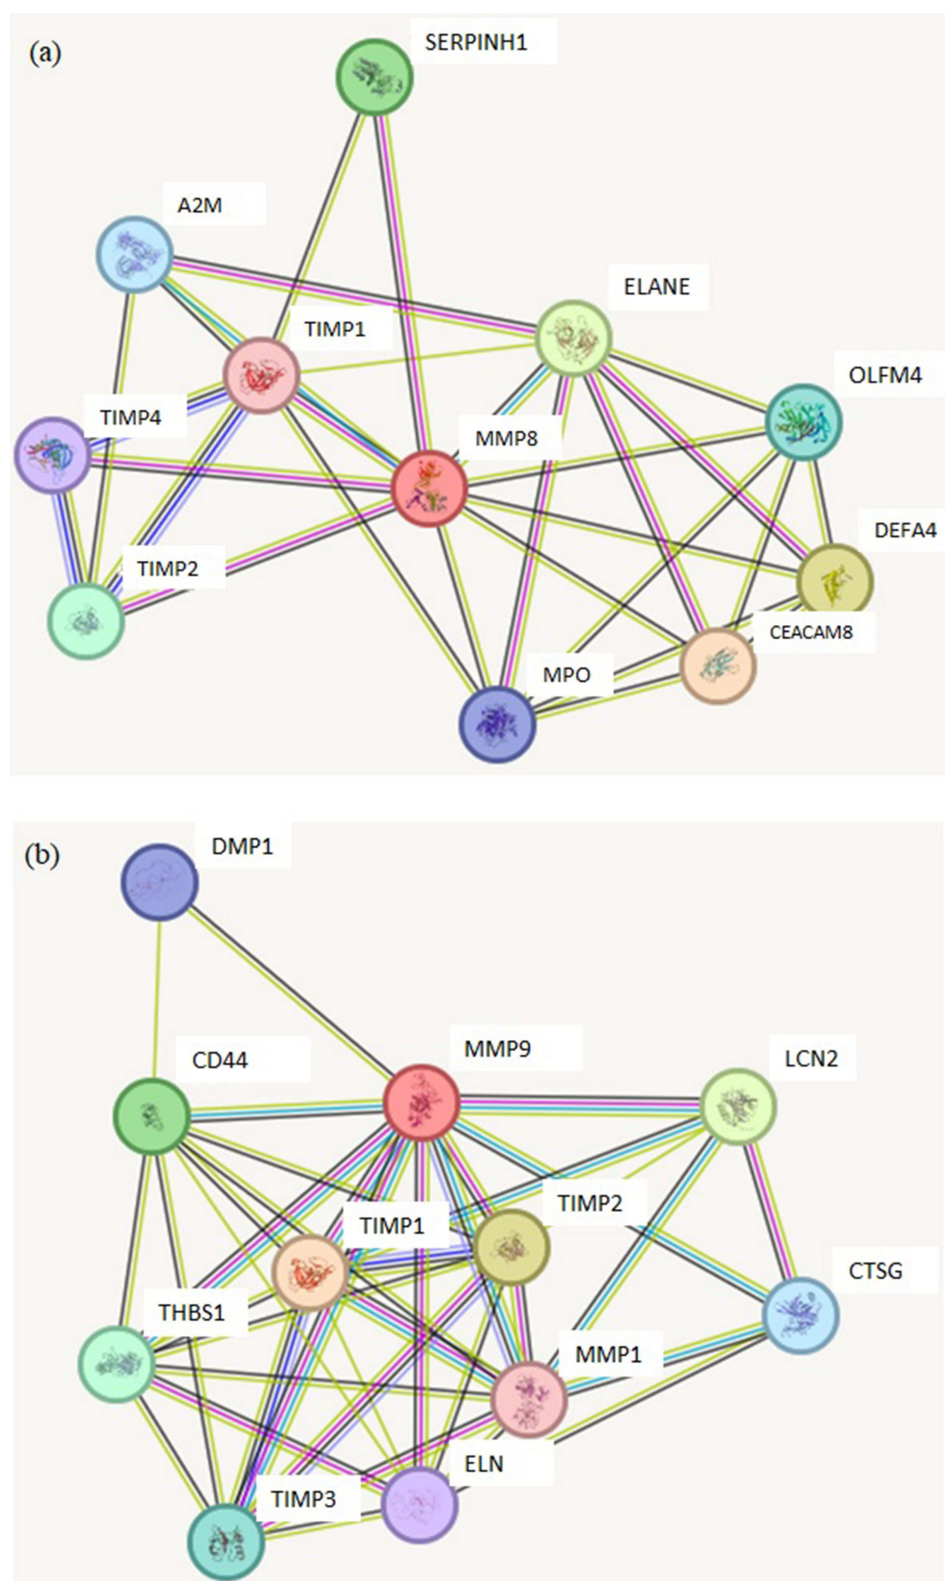 (a)
SERPINH1
A2M
ELANE
TIMP1
OLFM4
TIMP4
MMP8
DEFA4
TIMP2
CEACAM8
MPO
(b)
DMP1
CD44
MMP9
LCN2
TIMP2
TIMP1
CTSG
THBS1
MMP1
ELN
TIMP3